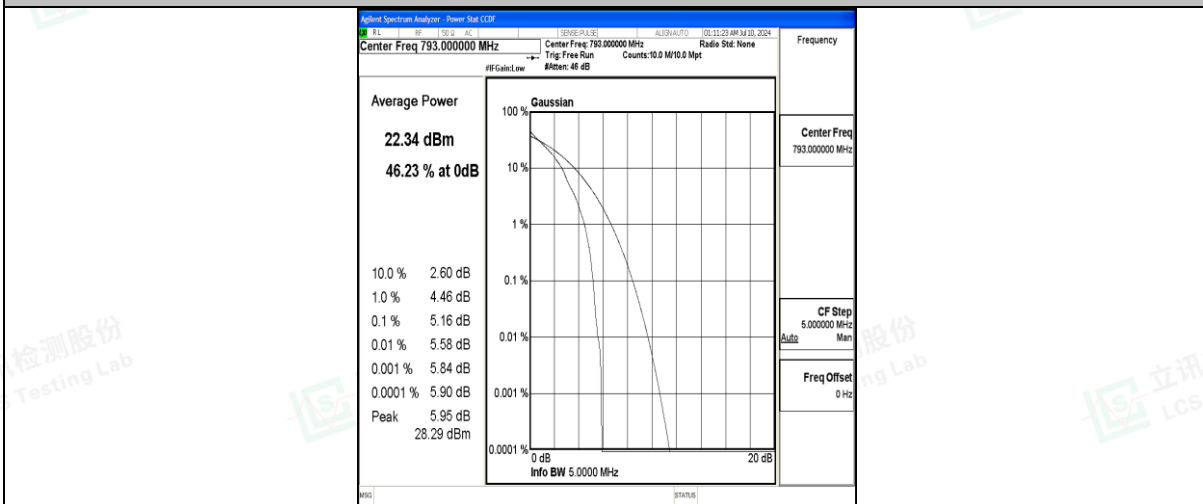 Agilent Spectrum Analyzer - Power Stat CCDF
RL RF 50 Ω AC SENSE:PULSE ALIGN AUTO 01:11:23 AM Jul 10, 2024
Center Freq 793.000000 MHz
Center Freq: 793.000000 MHz Radio Std: None
Trig: Free Run Counts:10.0 M/10.0 Mpt
#IFGain:Low #Atten: 46 dB
Frequency
Average Power
22.34 dBm
46.23 % at 0dB
10.0 % 2.60 dB
1.0 % 4.46 dB
0.1 % 5.16 dB
0.01 % 5.58 dB
0.001 % 5.84 dB
0.0001 % 5.90 dB
Peak 5.95 dB
28.29 dBm
Gaussian
100 %
10 %
1 %
0.1 %
0.01 %
0.001 %
0.0001 %
0 dB 20 dB
Info BW 5.0000 MHz
Center Freq
793.000000 MHz
CF Step
5.000000 MHz
Auto Man
Freq Offset
0 Hz
MSG STATUS
检测股份
Testing Lab
股份
ng Lab
立讯
LCS